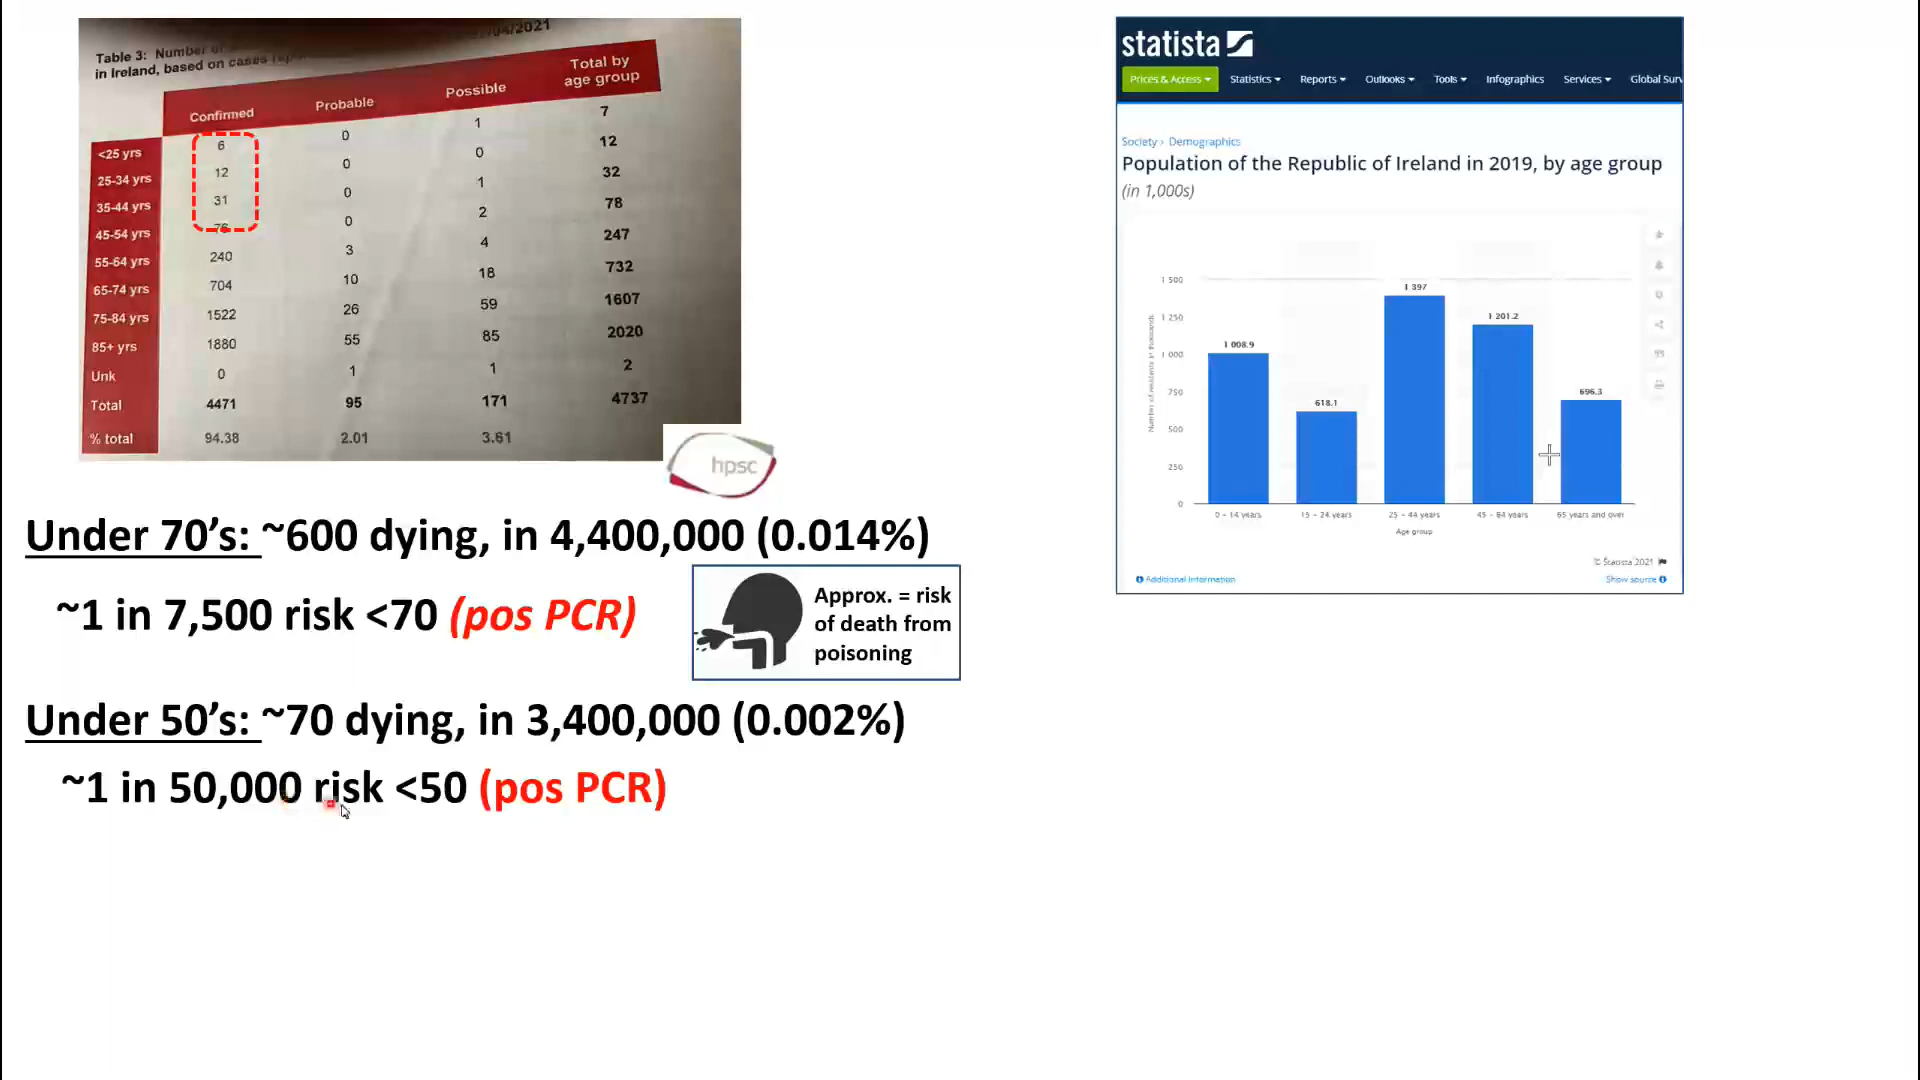 /04/2021
Table 3: Number of
in Ireland, based on cases
Confirmed Probable Possible Total by age group
<25 yrs 6 0 1 7
25-34 yrs 12 0 0 12
35-44 yrs 31 0 1 32
45-54 yrs 76 0 2 78
55-64 yrs 240 3 4 247
65-74 yrs 704 10 18 732
75-84 yrs 1522 26 59 1607
85+ yrs 1880 55 85 2020
Unk 0 1 1 2
Total 4471 95 171 4737
% total 94.38 2.01 3.61
hpsc
Under 70's: ~600 dying, in 4,400,000 (0.014%)
~1 in 7,500 risk <70 (pos PCR)
Approx. = risk
of death from
poisoning
Under 50's: ~70 dying, in 3,400,000 (0.002%)
~1 in 50,000 risk <50 (pos PCR)
statista
Prices & Access Statistics Reports Outlooks Tools Infographics Services Global Surv
Society › Demographics
Population of the Republic of Ireland in 2019, by age group
(in 1,000s)
Number of residents in thousands
1 500
1 250
1 000
750
500
250
0
1 008.9
618.1
1 397
1 201.2
696.3
0 – 14 years 15 – 24 years 25 – 44 years 45 – 64 years 65 years and over
Age group
© Statista 2021
Additional Information Show source